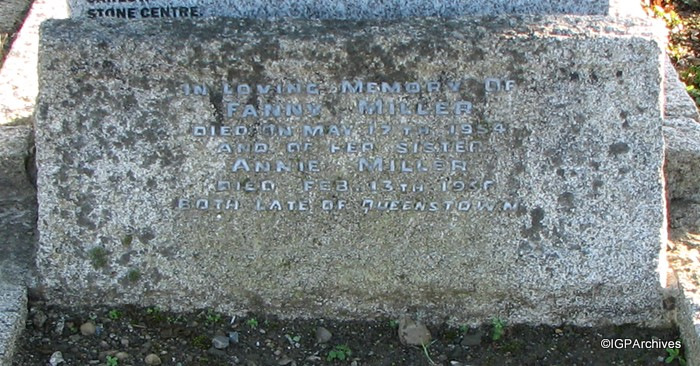 STONE CENTRE.
IN LOVING MEMORY OF
FANNY MILLER
DIED ON MAY 17TH 1954
AND OF HER SISTER
ANNIE MILLER
DIED FEB. 13TH
BOTH LATE OF QUEENSTOWN
©IGPArchives